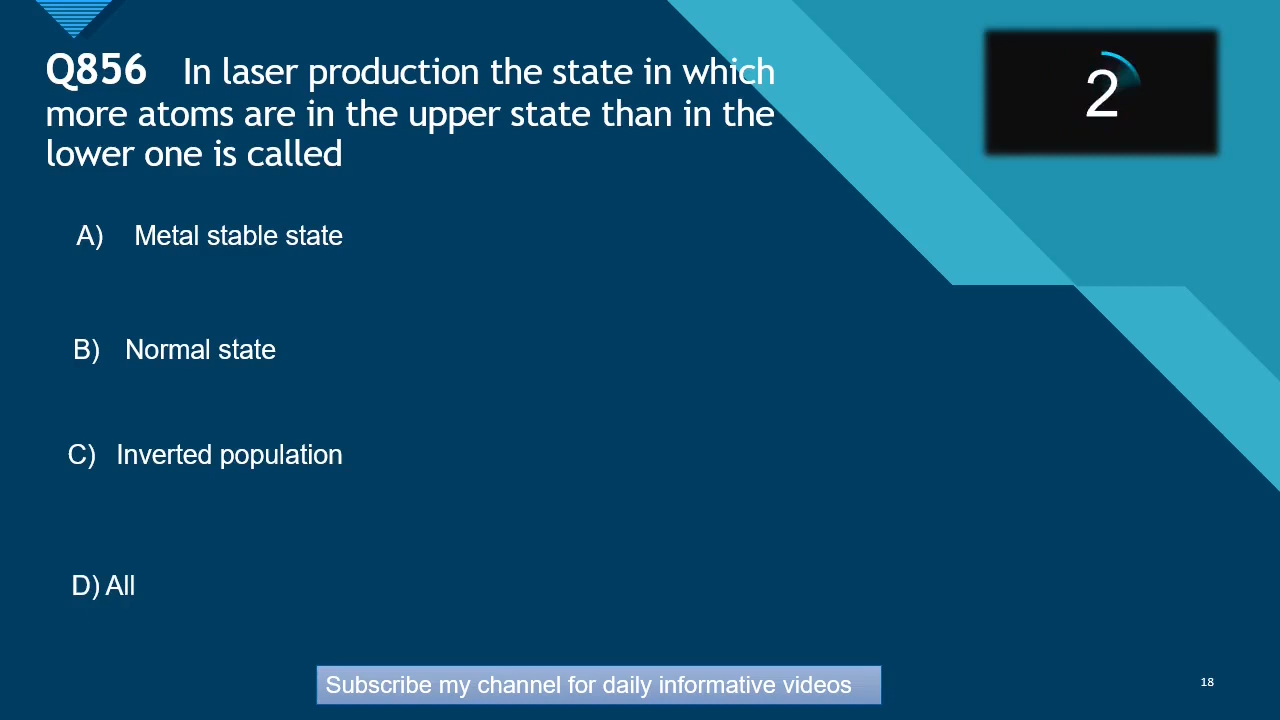 Q856 In laser production the state in which
more atoms are in the upper state than in the
lower one is called
2
A) Metal stable state
B) Normal state
C) Inverted population
D) All
Subscribe my channel for daily informative videos
18